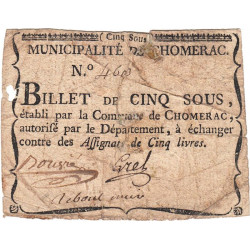 Cinq Sous
MUNICIPALITÉ DE CHOMERAC.
N.º 460
BILLET DE CINQ SOUS,
établi par la Commune de CHOMERAC,
autorisé par le Département, à échanger
contre des Assignats de Cinq livres.